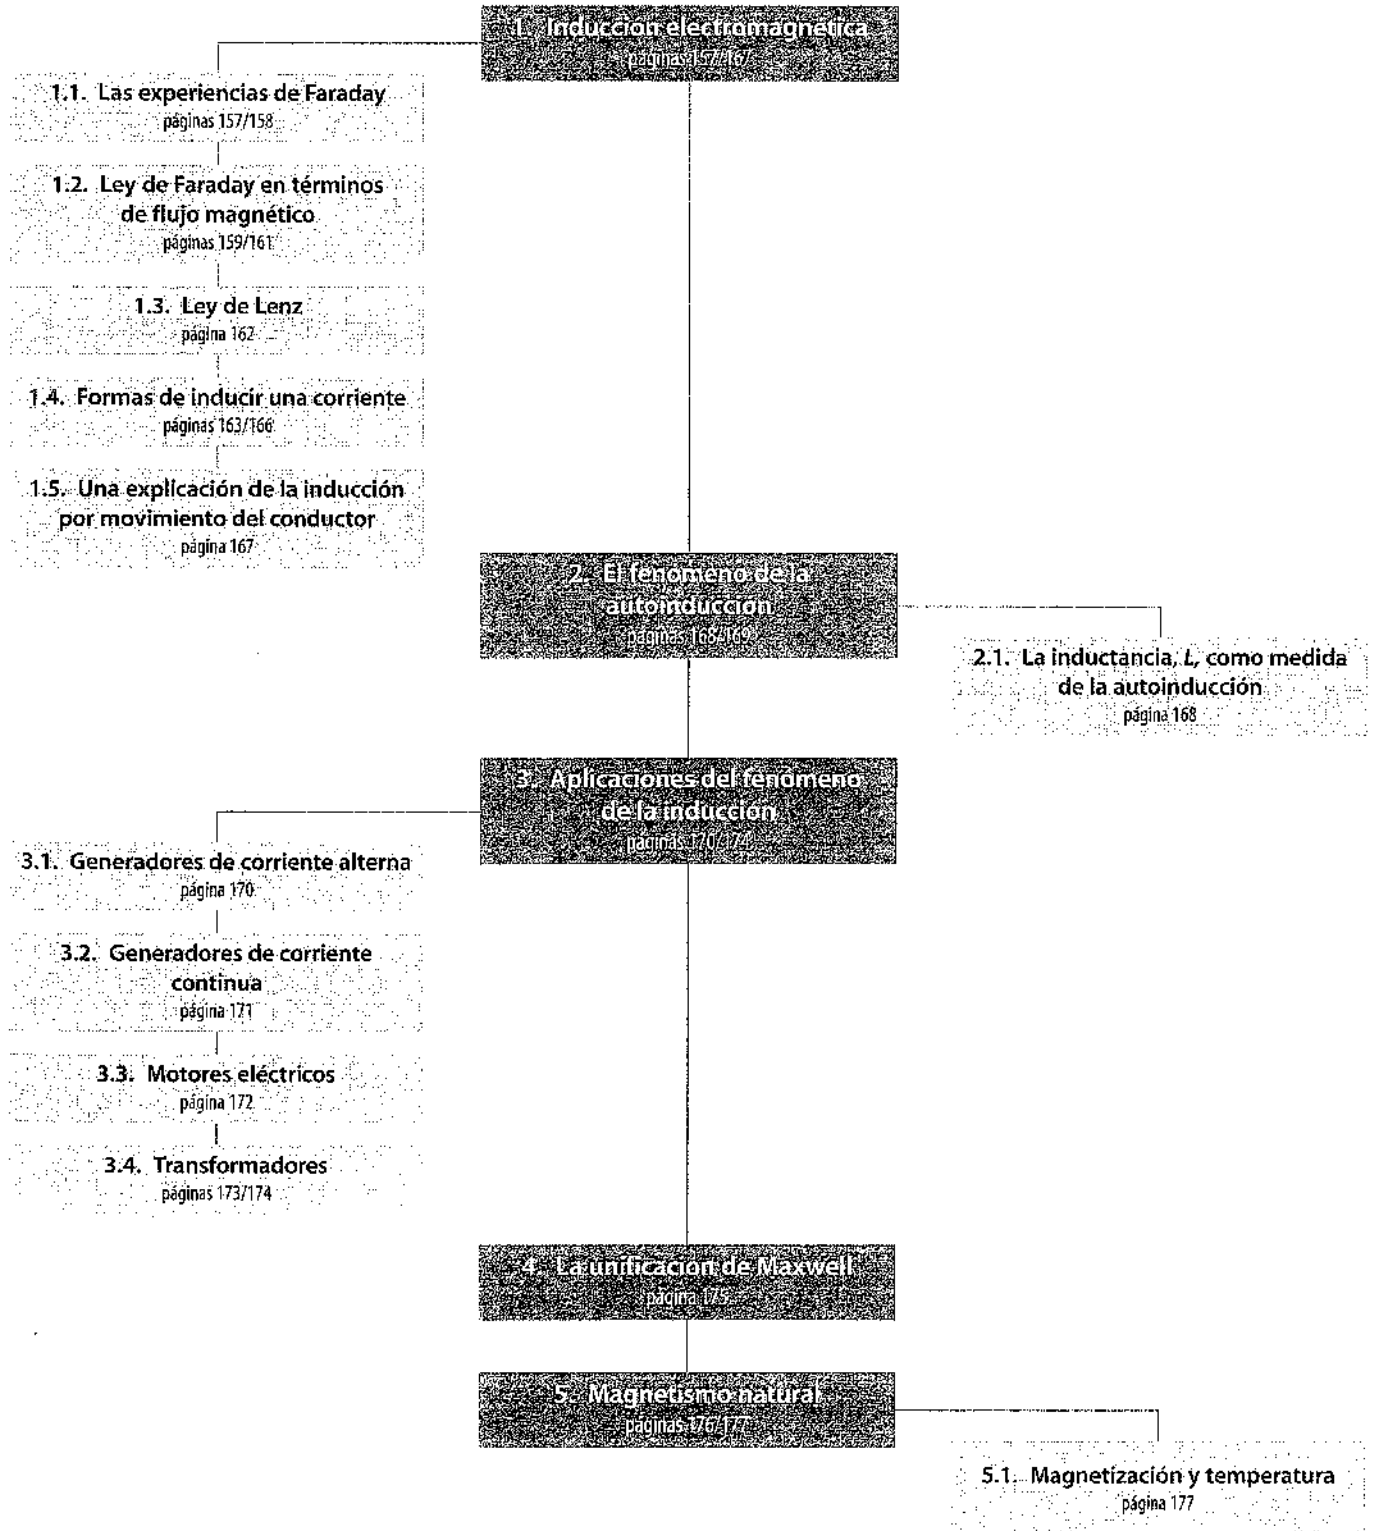 1. Inducción electromagnética
páginas 157/167
1.1. Las experiencias de Faraday
páginas 157/158
1.2. Ley de Faraday en términos
de flujo magnético
páginas 159/161
1.3. Ley de Lenz
página 162
1.4. Formas de inducir una corriente
páginas 163/166
1.5. Una explicación de la inducción
por movimiento del conductor
página 167
2. El fenómeno de la
autoinducción
páginas 168/169
2.1. La inductancia, L, como medida
de la autoinducción
página 168
3. Aplicaciones del fenómeno
de la inducción
páginas 170/174
3.1. Generadores de corriente alterna
página 170
3.2. Generadores de corriente
continua
página 171
3.3. Motores eléctricos
página 172
3.4. Transformadores
páginas 173/174
4. La unificación de Maxwell
página 175
5. Magnetismo natural
páginas 176/177
5.1. Magnetización y temperatura
página 177